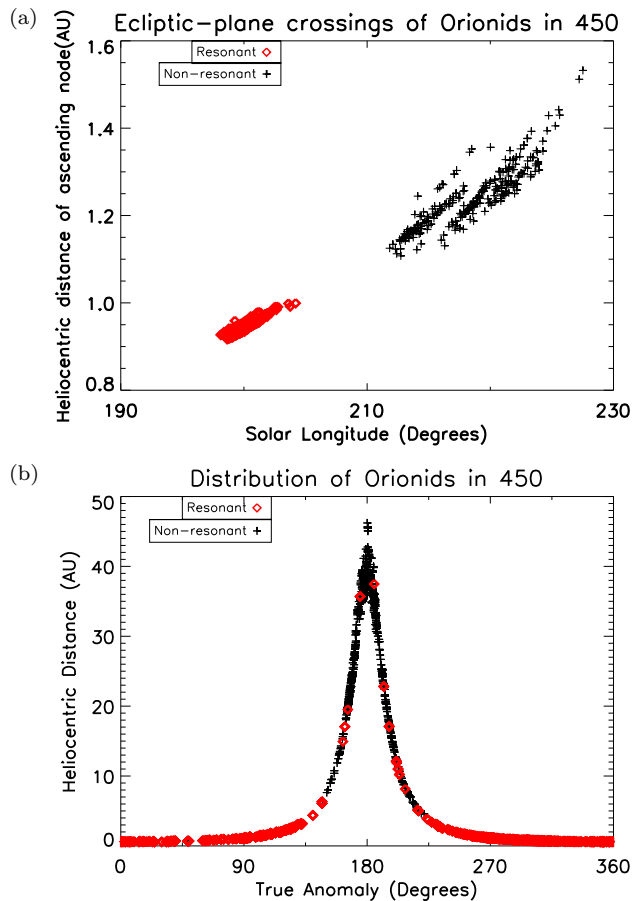 (a)
Ecliptic-plane crossings of Orionids in 450
Resonant
Non-resonant
Heliocentric distance of ascending node(AU)
1.6
1.4
1.2
1.0
0.8
190
210
230
Solar Longitude (Degrees)
(b)
Distribution of Orionids in 450
Resonant
Non-resonant
Heliocentric Distance (AU)
50
40
30
20
10
0
0
90
180
270
360
True Anomaly (Degrees)